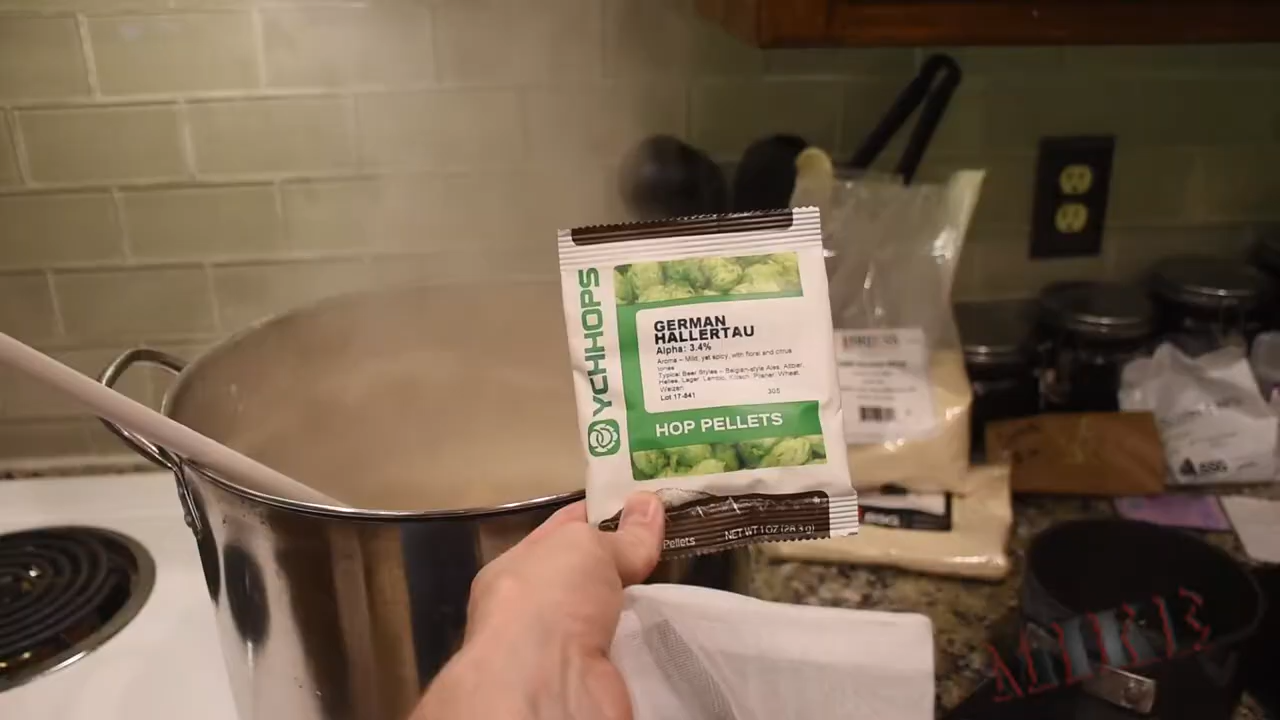 YCHHOPS
GERMAN
HALLERTAU
Alpha: 3.4%
Aroma – Mild, yet spicy, with floral and citrus
tones
Typical Beer Styles – Belgian-style Ales, Altbier,
Helles, Lager, Lambic, Kölsch, Pilsner, Wheat,
Weizen
Lot 17-841
305
HOP PELLETS
Pellets
NET WT 1 OZ (28.3 g)